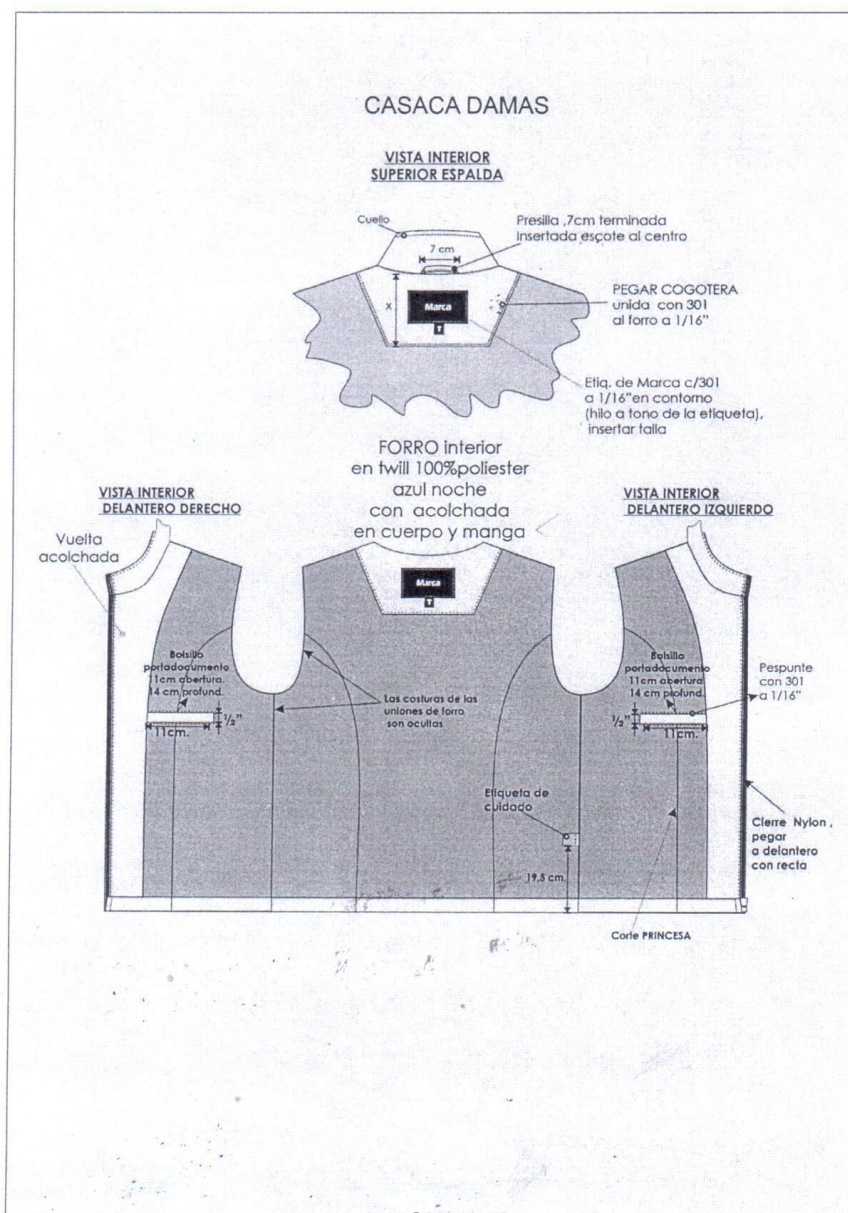 CASACA DAMAS
VISTA INTERIOR
SUPERIOR ESPALDA
Cuello
7 cm
Presilla ,7cm terminada
insertada escote al centro
X
Marca
T
PEGAR COGOTERA
unida con 301
al forro a 1/16"
Etiq. de Marca c/301
a 1/16"en contorno
(hilo a tono de la etiqueta),
insertar talla
FORRO interior
en twill 100%poliester
azul noche
con acolchada
en cuerpo y manga
VISTA INTERIOR
DELANTERO DERECHO
VISTA INTERIOR
DELANTERO IZQUIERDO
Vuelta
acolchada
Marca
T
Bolsillo
portadocumento
11cm abertura.
14 cm profund.
½"
11cm.
Las costuras de las
uniones de forro
son ocultas
Bolsillo
portadocumento
11cm abertura
14 cm profund.
½"
11cm.
Pespunte
con 301
a 1/16"
Etiqueta de
cuidado
19.5 cm.
Cierre Nylon ,
pegar
a delantero
con recta
Corte PRINCESA